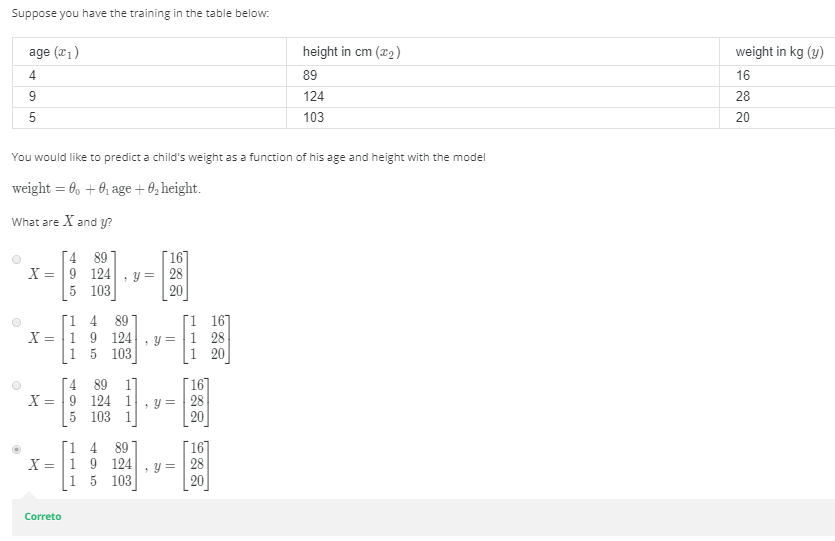 Suppose you have the training in the table below:
age (x₁) height in cm (x₂) weight in kg (y)
4 89 16
9 124 28
5 103 20
You would like to predict a child's weight as a function of his age and height with the model
weight = θ₀ + θ₁ age + θ₂ height.
What are X and y?
X = [4 89; 9 124; 5 103], y = [16; 28; 20]
X = [1 4 89; 1 9 124; 1 5 103], y = [1 16; 1 28; 1 20]
X = [4 89 1; 9 124 1; 5 103 1], y = [16; 28; 20]
X = [1 4 89; 1 9 124; 1 5 103], y = [16; 28; 20]
Correto